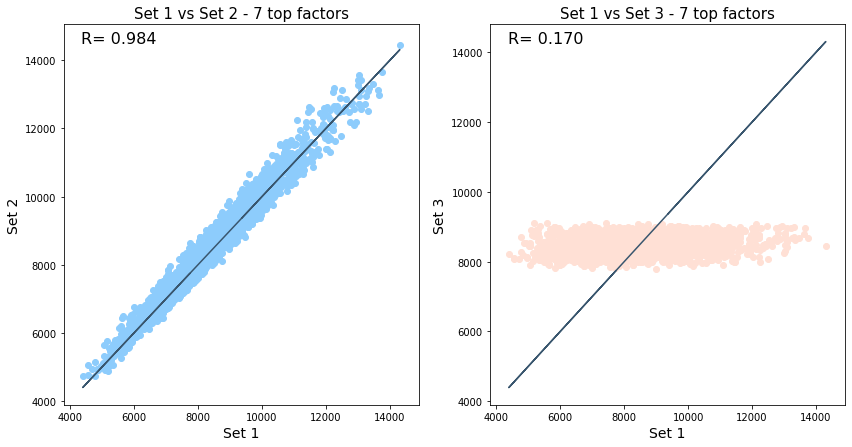 Set 1 vs Set 2 - 7 top factors
R= 0.984
14000
12000
10000
8000
6000
4000
Set 2
4000 6000 8000 10000 12000 14000
Set 1
Set 1 vs Set 3 - 7 top factors
R= 0.170
14000
12000
10000
8000
6000
4000
Set 3
4000 6000 8000 10000 12000 14000
Set 1